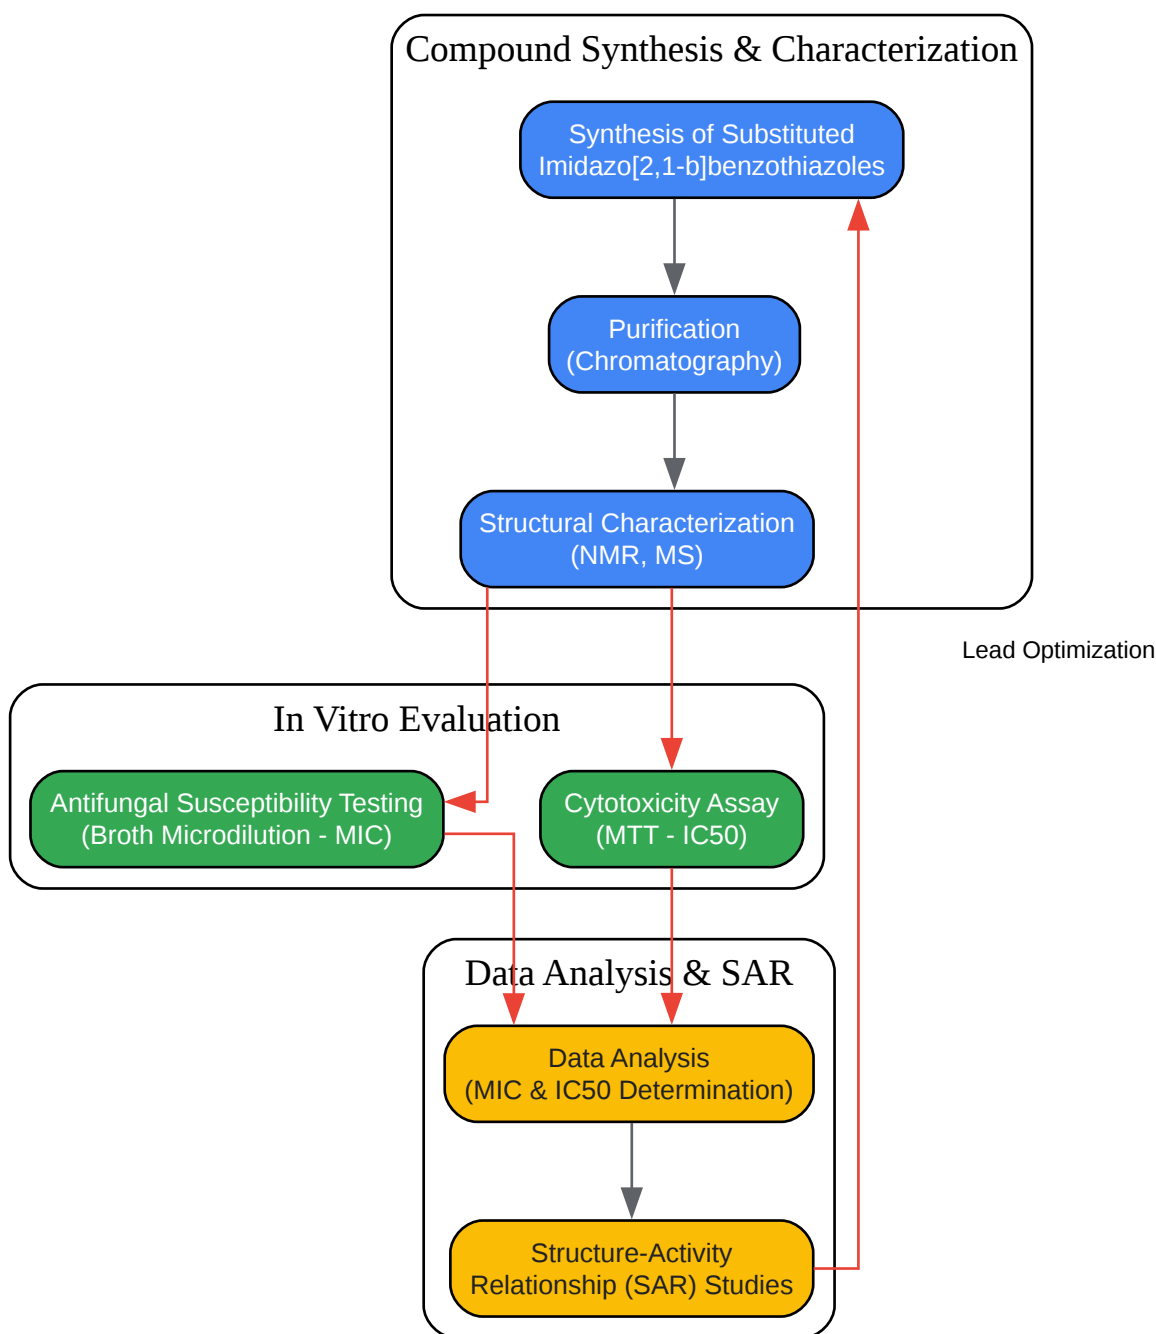 Compound Synthesis & Characterization
Synthesis of Substituted
Imidazo[2,1-b]benzothiazoles
Purification
(Chromatography)
Structural Characterization
(NMR, MS)
Lead Optimization
In Vitro Evaluation
Antifungal Susceptibility Testing
(Broth Microdilution - MIC)
Cytotoxicity Assay
(MTT - IC50)
Data Analysis & SAR
Data Analysis
(MIC & IC50 Determination)
Structure-Activity
Relationship (SAR) Studies